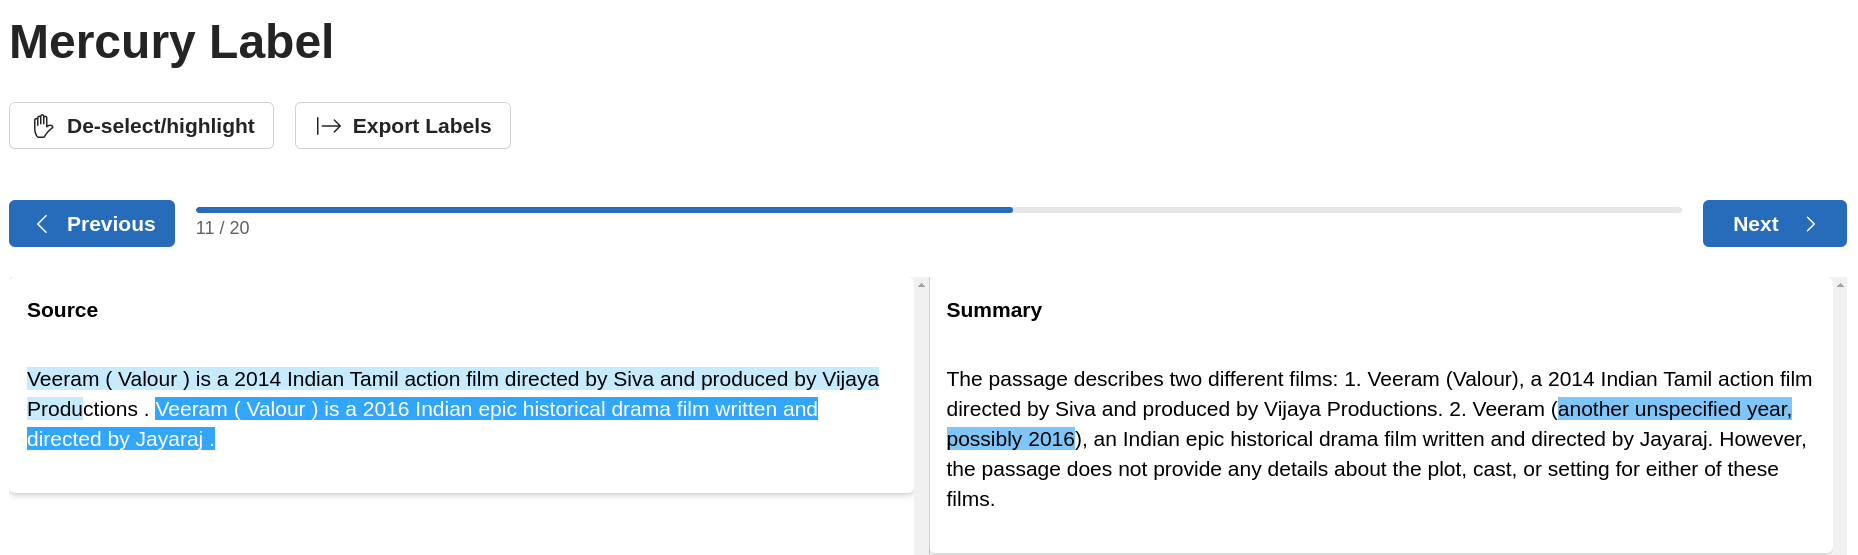 Mercury Label
De-select/highlight
Export Labels
Previous
11 / 20
Next
Source
Veeram ( Valour ) is a 2014 Indian Tamil action film directed by Siva and produced by Vijaya
Productions . Veeram ( Valour ) is a 2016 Indian epic historical drama film written and
directed by Jayaraj .
Summary
The passage describes two different films: 1. Veeram (Valour), a 2014 Indian Tamil action film
directed by Siva and produced by Vijaya Productions. 2. Veeram (another unspecified year,
possibly 2016), an Indian epic historical drama film written and directed by Jayaraj. However,
the passage does not provide any details about the plot, cast, or setting for either of these
films.